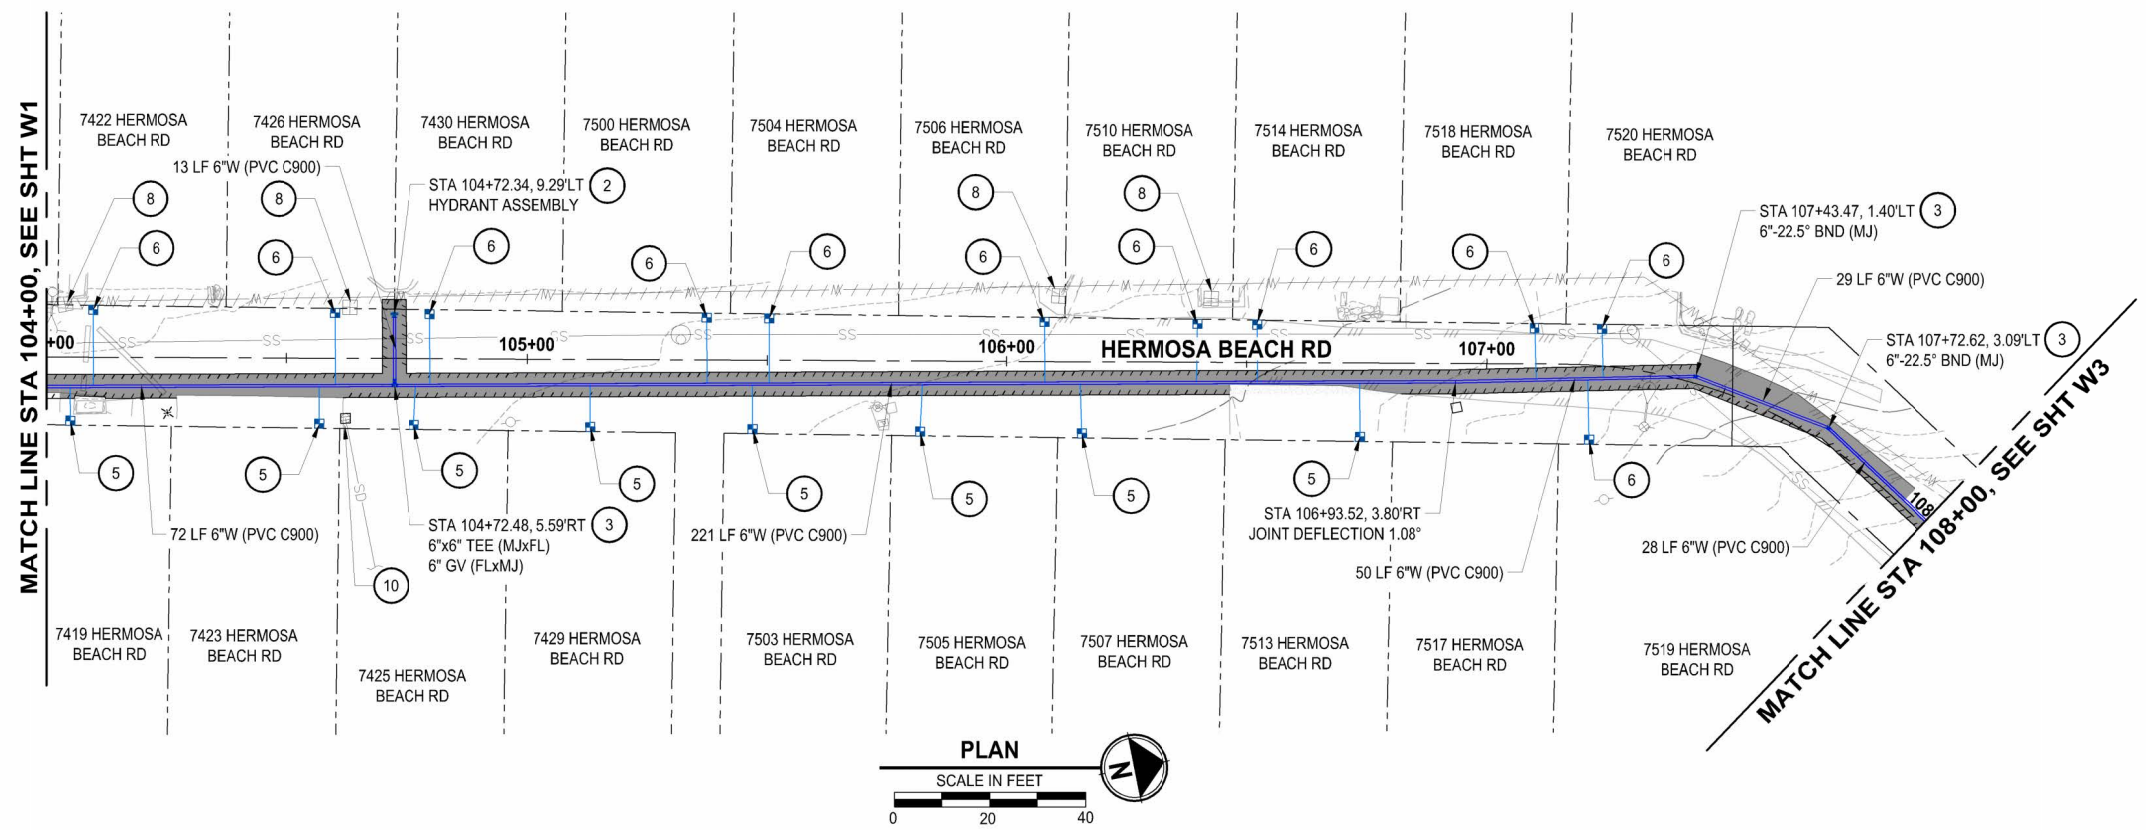 MATCH LINE STA 104+00, SEE SHT W1
7422 HERMOSA
BEACH RD
7426 HERMOSA
BEACH RD
7430 HERMOSA
BEACH RD
7500 HERMOSA
BEACH RD
7504 HERMOSA
BEACH RD
7506 HERMOSA
BEACH RD
7510 HERMOSA
BEACH RD
7514 HERMOSA
BEACH RD
7518 HERMOSA
BEACH RD
7520 HERMOSA
BEACH RD
13 LF 6"W (PVC C900)
STA 104+72.34, 9.29'LT
HYDRANT ASSEMBLY
2
8
8
8
8
STA 107+43.47, 1.40'LT
6"-22.5° BND (MJ)
3
6
6
6
6
6
6
6
6
6
6
29 LF 6"W (PVC C900)
STA 107+72.62, 3.09'LT
6"-22.5° BND (MJ)
3
+00
105+00
106+00
HERMOSA BEACH RD
107+00
108
SS
SS
SS
SS
SS
SS
SS
SS
SD
W
W
W
W
W
W
5
5
5
5
5
5
5
5
6
72 LF 6"W (PVC C900)
STA 104+72.48, 5.59'RT
6"x6" TEE (MJxFL)
6" GV (FLxMJ)
3
10
221 LF 6"W (PVC C900)
STA 106+93.52, 3.80'RT
JOINT DEFLECTION 1.08°
50 LF 6"W (PVC C900)
28 LF 6"W (PVC C900)
MATCH LINE STA 108+00, SEE SHT W3
7419 HERMOSA
BEACH RD
7423 HERMOSA
BEACH RD
7425 HERMOSA
BEACH RD
7429 HERMOSA
BEACH RD
7503 HERMOSA
BEACH RD
7505 HERMOSA
BEACH RD
7507 HERMOSA
BEACH RD
7513 HERMOSA
BEACH RD
7517 HERMOSA
BEACH RD
7519 HERMOSA
BEACH RD
PLAN
SCALE IN FEET
0 20 40
N